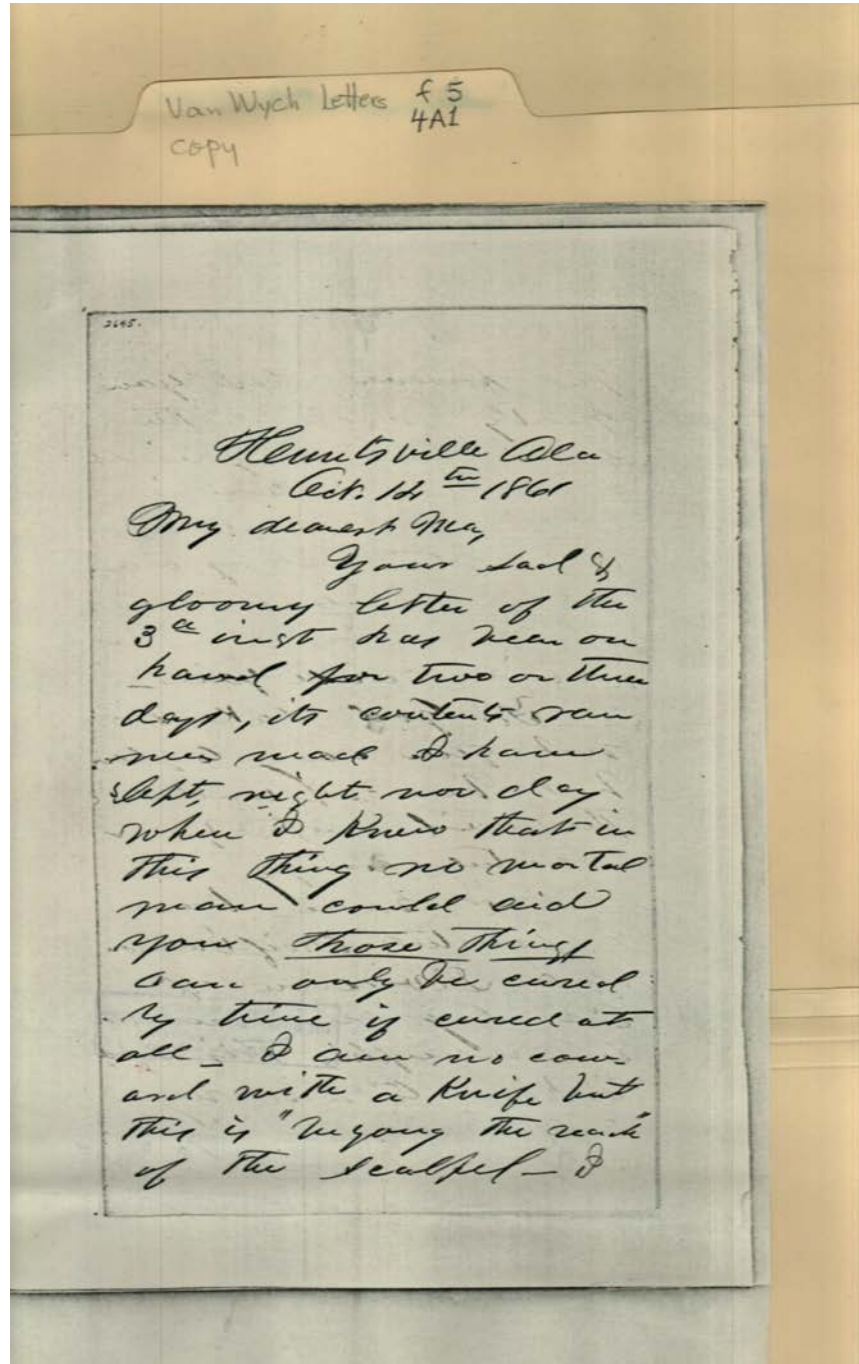 Van Wych Letters f 5
4A1
copy
2645.
Huntsville Ala
Oct. 14th 1861
My dearest May
Your sad &
gloomy letter of the
3d inst has been on
hand for two or three
days, its contents ran
me mad I have
slept, night nor day
when I knew that in
this thing no mortal
man could aid
you those things
can only be cured
by time if cured at
all – I am no cow-
ard with a Knife but
this is "beyong the reach"
of the scalpel – I